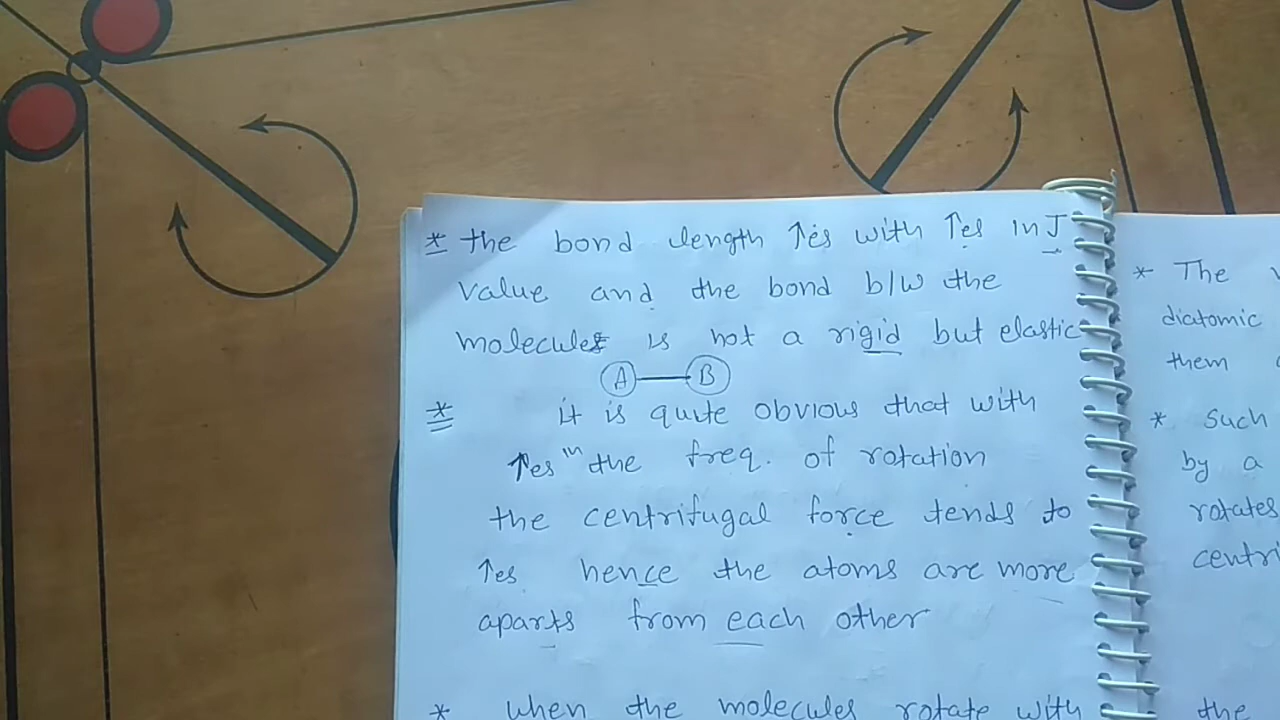 * the bond length ↑es with ↑es in J
value and the bond b/w the
molecules is not a rigid but elastic
A B
* it is quite obvious that with
↑es in the freq. of rotation
the centrifugal force tends to
↑es hence the atoms are more
aparts from each other
* when the molecules rotate with
* The
diatomic
them
* Such
by a
rotates
centri
the